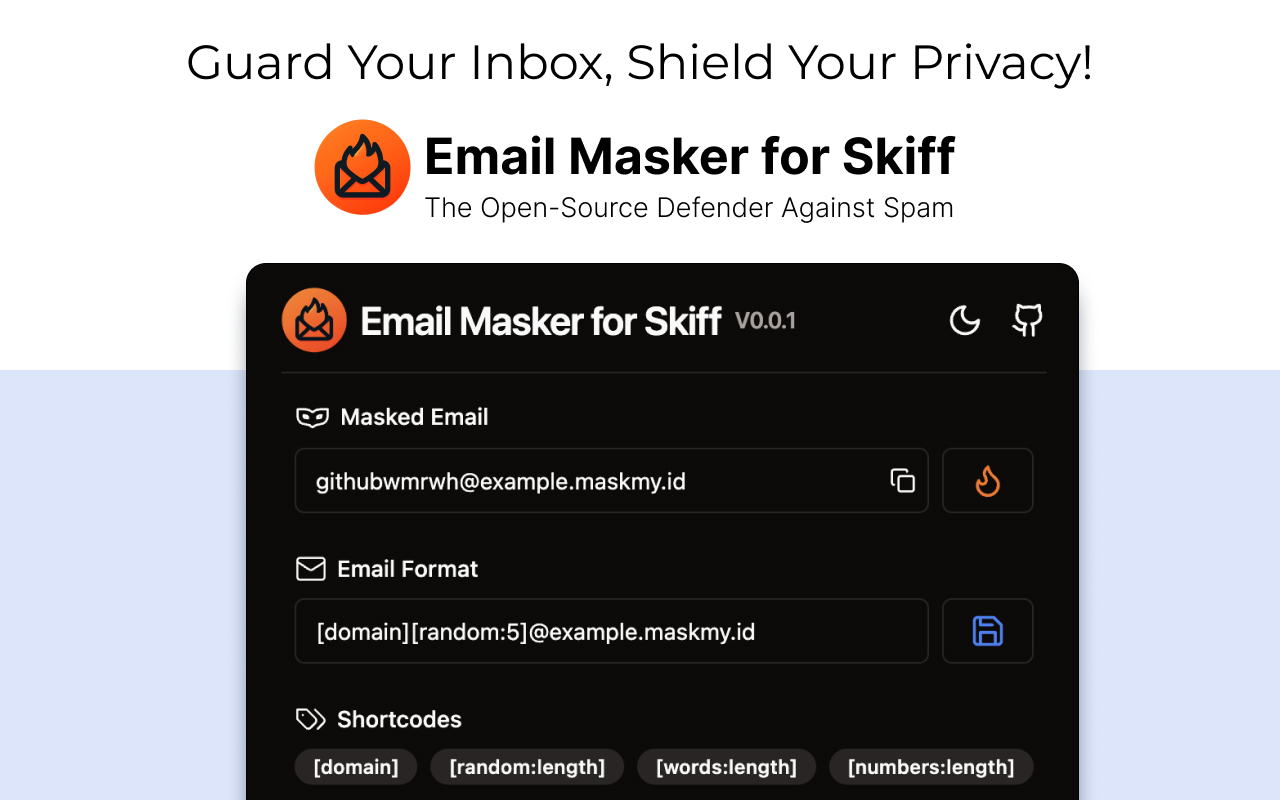 Guard Your Inbox, Shield Your Privacy!
Email Masker for Skiff
The Open-Source Defender Against Spam
Email Masker for Skiff V0.0.1
Masked Email
githubwmrwh@example.maskmy.id
Email Format
[domain][random:5]@example.maskmy.id
Shortcodes
[domain] [random:length] [words:length] [numbers:length]